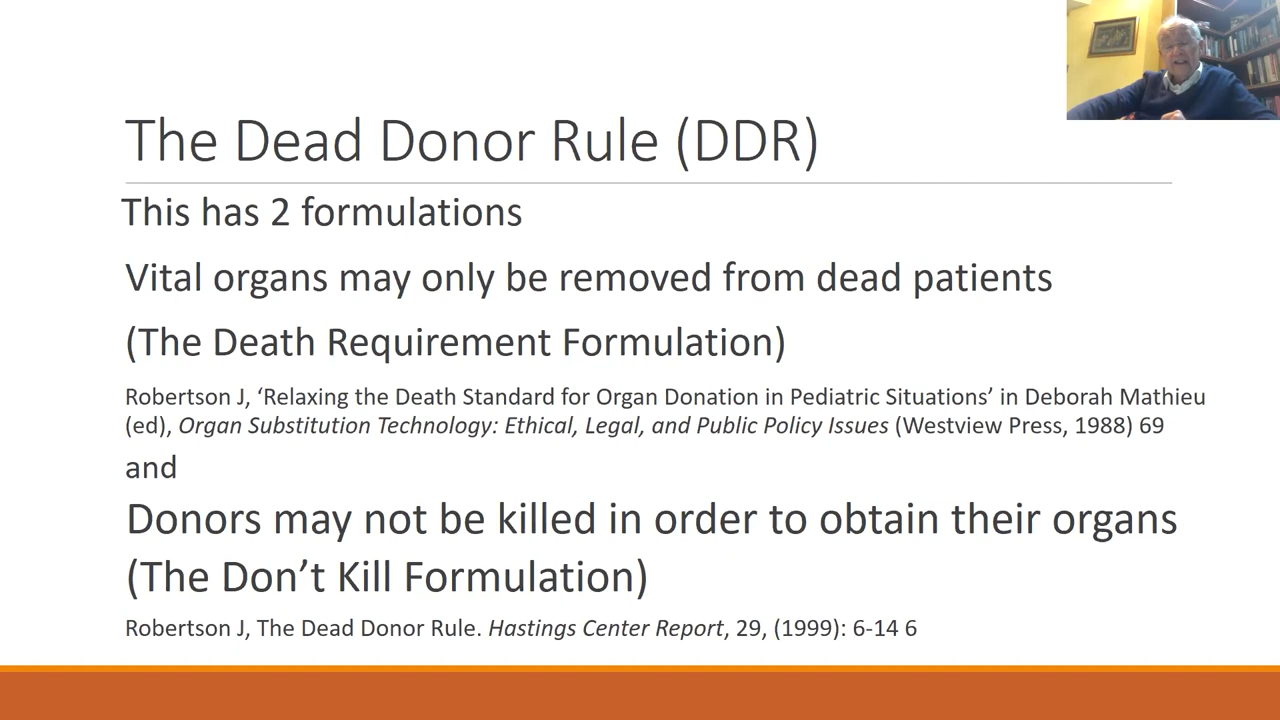 The Dead Donor Rule (DDR)
This has 2 formulations
Vital organs may only be removed from dead patients
(The Death Requirement Formulation)
Robertson J, ‘Relaxing the Death Standard for Organ Donation in Pediatric Situations’ in Deborah Mathieu
(ed), Organ Substitution Technology: Ethical, Legal, and Public Policy Issues (Westview Press, 1988) 69
and
Donors may not be killed in order to obtain their organs
(The Don’t Kill Formulation)
Robertson J, The Dead Donor Rule. Hastings Center Report, 29, (1999): 6-14 6